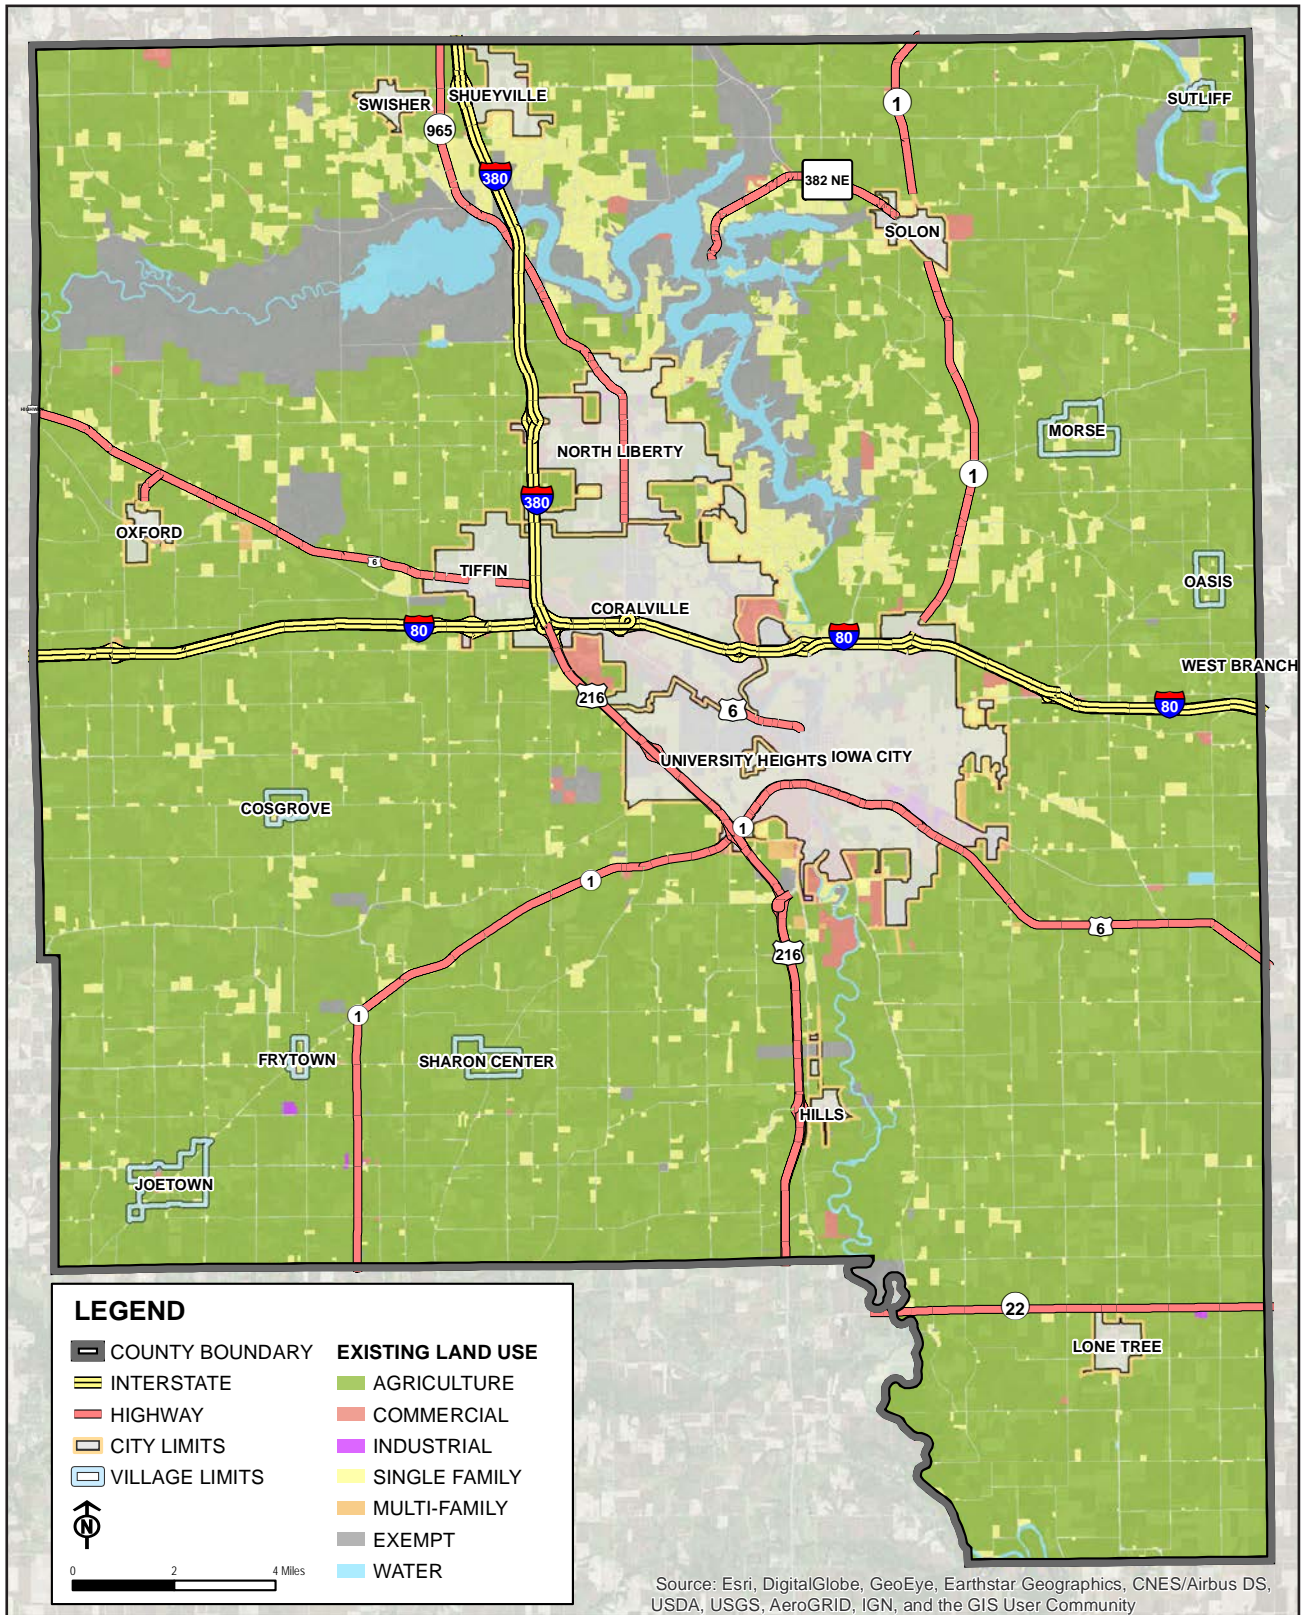 SWISHER
SHUEYVILLE
SUTLIFF
1
965
380
382 NE
SOLON
MORSE
NORTH LIBERTY
1
380
OXFORD
6
TIFFIN
OASIS
CORALVILLE
80
80
WEST BRANCH
216
6
80
UNIVERSITY HEIGHTS
IOWA CITY
COSGROVE
1
1
6
216
1
FRYTOWN
SHARON CENTER
HILLS
JOETOWN
22
LONE TREE
LEGEND
COUNTY BOUNDARY
INTERSTATE
HIGHWAY
CITY LIMITS
VILLAGE LIMITS
N
0 2 4 Miles
EXISTING LAND USE
AGRICULTURE
COMMERCIAL
INDUSTRIAL
SINGLE FAMILY
MULTI-FAMILY
EXEMPT
WATER
Source: Esri, DigitalGlobe, GeoEye, Earthstar Geographics, CNES/Airbus DS,
USDA, USGS, AeroGRID, IGN, and the GIS User Community